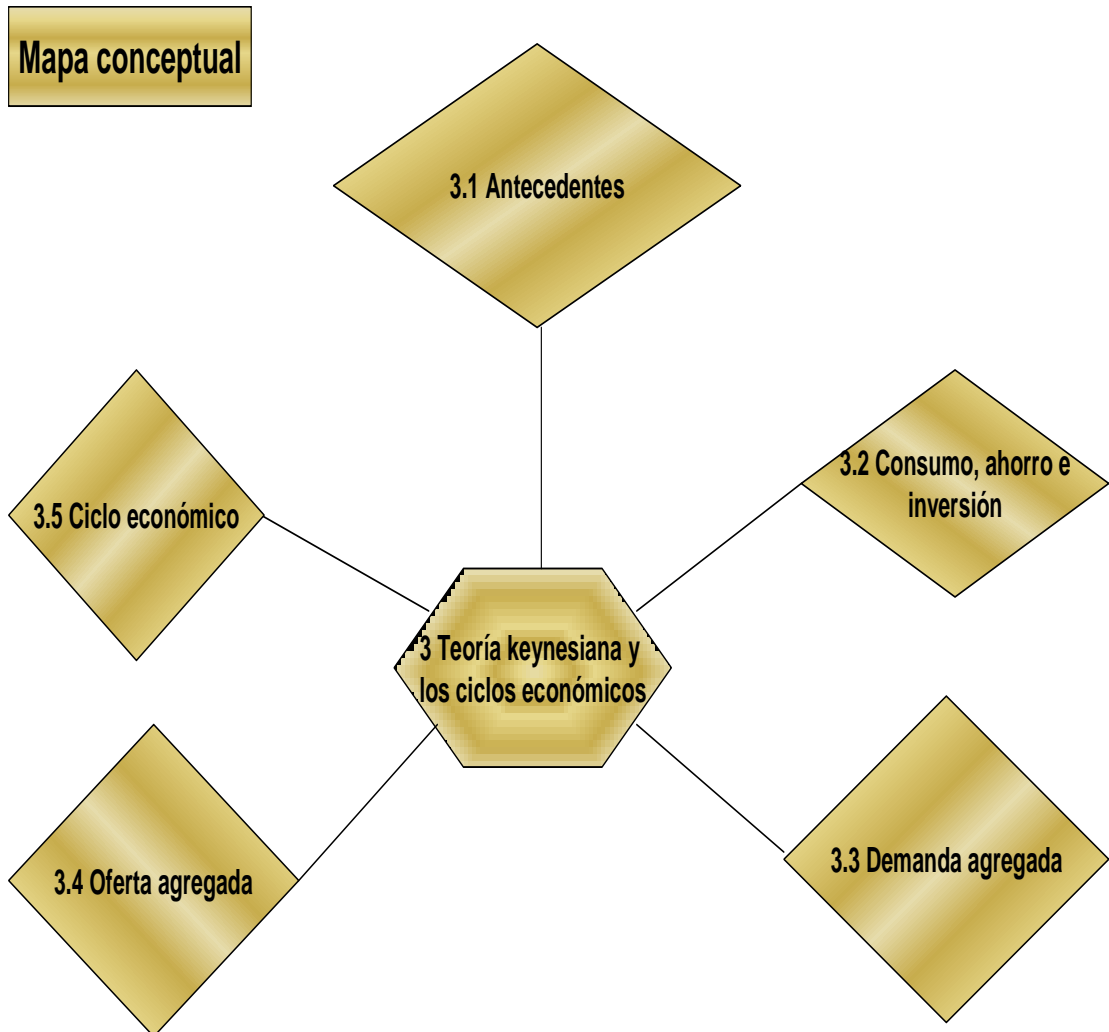 Mapa conceptual
3.1 Antecedentes
3.2 Consumo, ahorro e
inversión
3.5 Ciclo económico
3 Teoría keynesiana y
los ciclos económicos
3.3 Demanda agregada
3.4 Oferta agregada